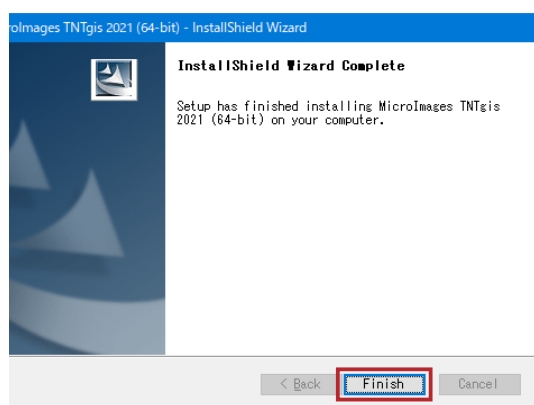 roImages TNTgis 2021 (64-bit) - InstallShield Wizard
InstallShield Wizard Complete
Setup has finished installing MicroImages TNTgis
2021 (64-bit) on your computer.
< Back Finish Cancel